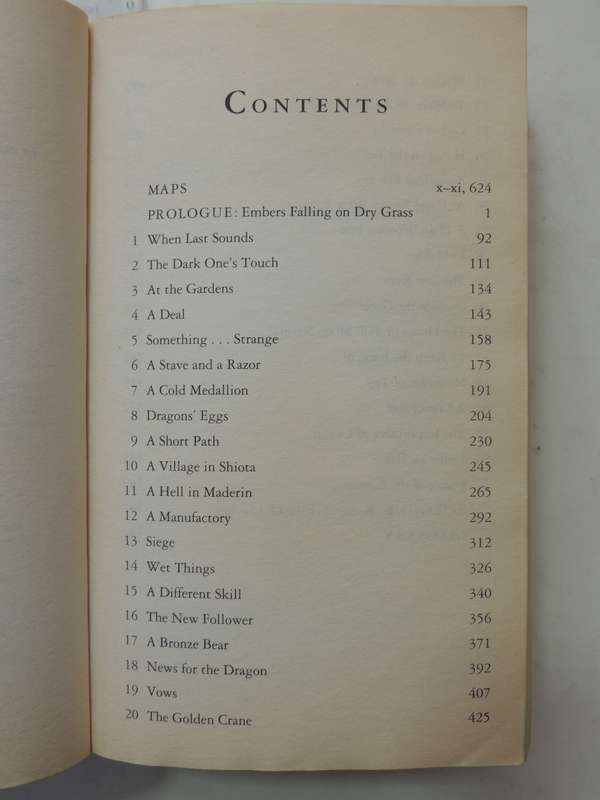 CONTENTS
MAPS x–xi, 624
PROLOGUE: Embers Falling on Dry Grass 1
1 When Last Sounds 92
2 The Dark One's Touch 111
3 At the Gardens 134
4 A Deal 143
5 Something . . . Strange 158
6 A Stave and a Razor 175
7 A Cold Medallion 191
8 Dragons' Eggs 204
9 A Short Path 230
10 A Village in Shiota 245
11 A Hell in Maderin 265
12 A Manufactory 292
13 Siege 312
14 Wet Things 326
15 A Different Skill 340
16 The New Follower 356
17 A Bronze Bear 371
18 News for the Dragon 392
19 Vows 407
20 The Golden Crane 425